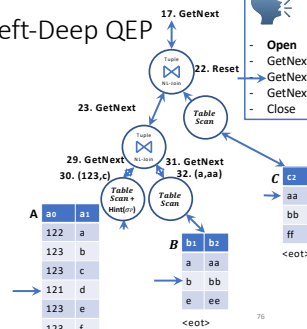 17. GetNext
eft-Deep QEP
Tuple
NL-Join
22. Reset
- Open
- GetNex
GetNex
- GetNex
- Close
23. GetNext
Table
Scan
Tuple
NL-Join
29. GetNext
30. (123,c)
31. GetNext
32. (a,aa)
Table
Scan +
Table
Scan
C
c2
aa
bb
ff
<eot>
A
a0 a1
122 a
123 b
123 c
121 d
123 e
123 f
B
b1 b2
a aa
b bb
e ee
<eot>
76